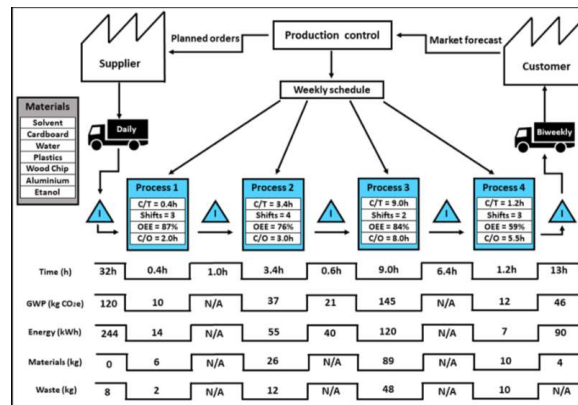 Planned orders
Production control
Market forecast
Supplier
Customer
Weekly schedule
Materials
Solvent
Cardboard
Water
Plastics
Wood Chip
Aluminium
Etanol
Daily
Biweekly
Process 1
C/T = 0.4h
Shifts = 3
OEE = 87%
C/O = 2.0h
Process 2
C/T = 3.4h
Shifts = 4
OEE = 76%
C/O = 3.0h
Process 3
C/T = 9.0h
Shifts = 2
OEE = 84%
C/O = 8.0h
Process 4
C/T = 1.2h
Shifts = 3
OEE = 59%
C/O = 5.5h
I I I I I
Time (h) 32h 0.4h 1.0h 3.4h 0.6h 9.0h 6.4h 1.2h 13h
GWP (kg CO₂e) 120 10 N/A 37 21 145 N/A 12 46
Energy (kWh) 244 14 N/A 55 40 120 N/A 7 90
Materials (kg) 0 6 N/A 26 N/A 89 N/A 10 4
Waste (kg) 8 2 N/A 12 N/A 48 N/A 10 N/A